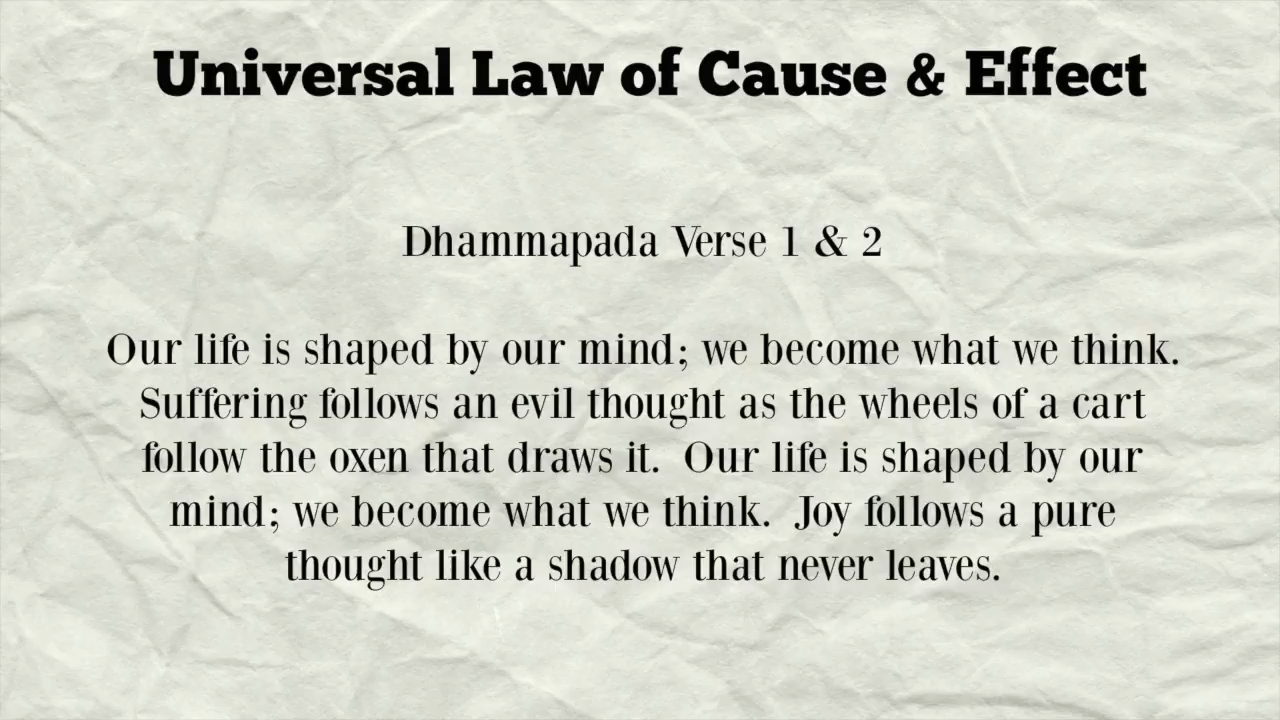 Universal Law of Cause & Effect
Dhammapada Verse 1 & 2
Our life is shaped by our mind; we become what we think.
Suffering follows an evil thought as the wheels of a cart
follow the oxen that draws it.  Our life is shaped by our
mind; we become what we think.  Joy follows a pure
thought like a shadow that never leaves.